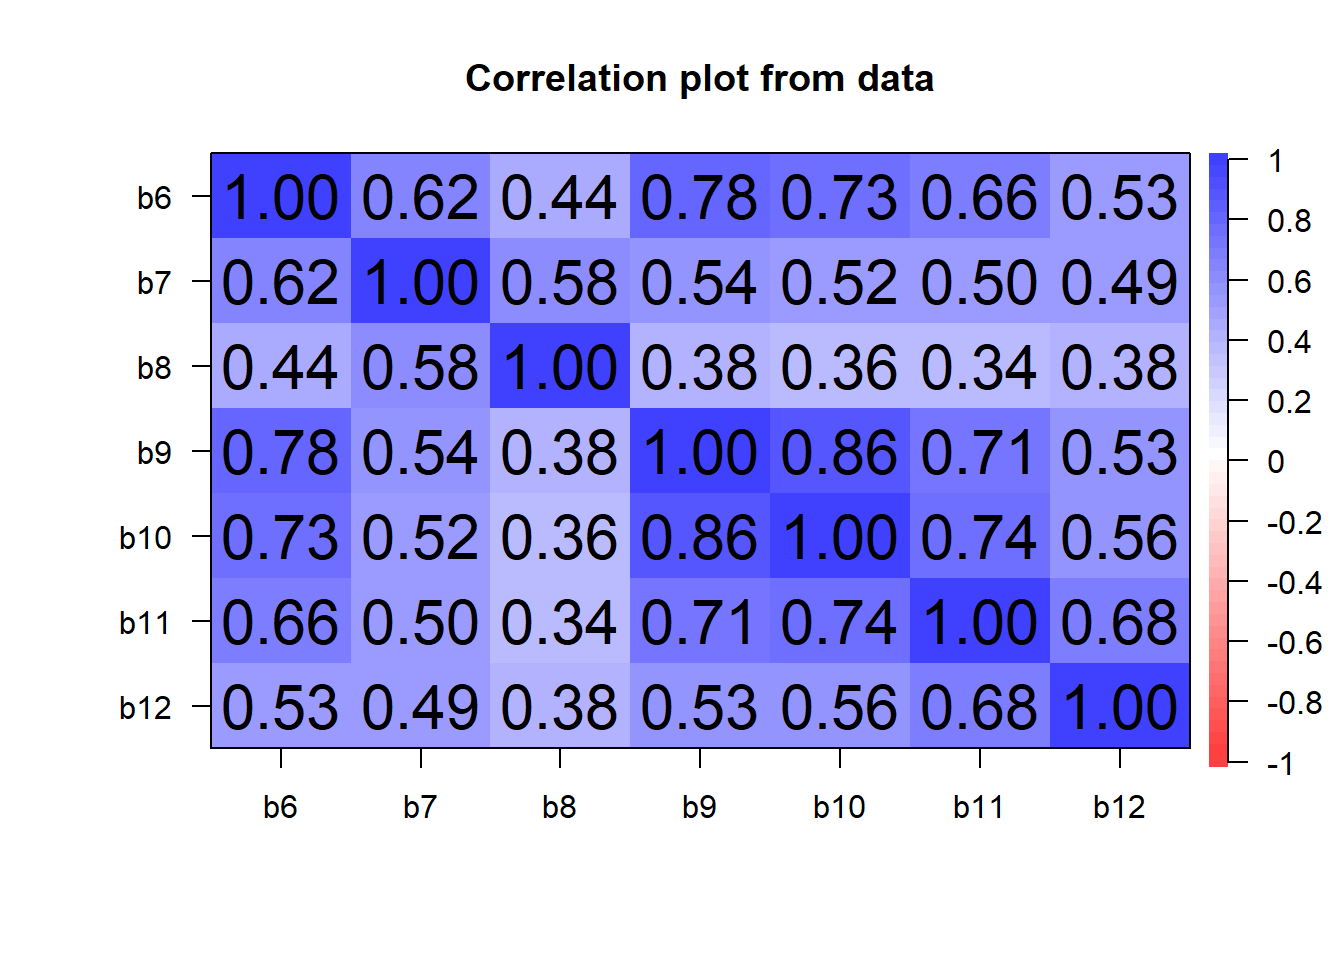 Correlation plot from data
b6 1.00 0.62 0.44 0.78 0.73 0.66 0.53
b7 0.62 1.00 0.58 0.54 0.52 0.50 0.49
b8 0.44 0.58 1.00 0.38 0.36 0.34 0.38
b9 0.78 0.54 0.38 1.00 0.86 0.71 0.53
b10 0.73 0.52 0.36 0.86 1.00 0.74 0.56
b11 0.66 0.50 0.34 0.71 0.74 1.00 0.68
b12 0.53 0.49 0.38 0.53 0.56 0.68 1.00
b6 b7 b8 b9 b10 b11 b12
1
0.8
0.6
0.4
0.2
0
-0.2
-0.4
-0.6
-0.8
-1